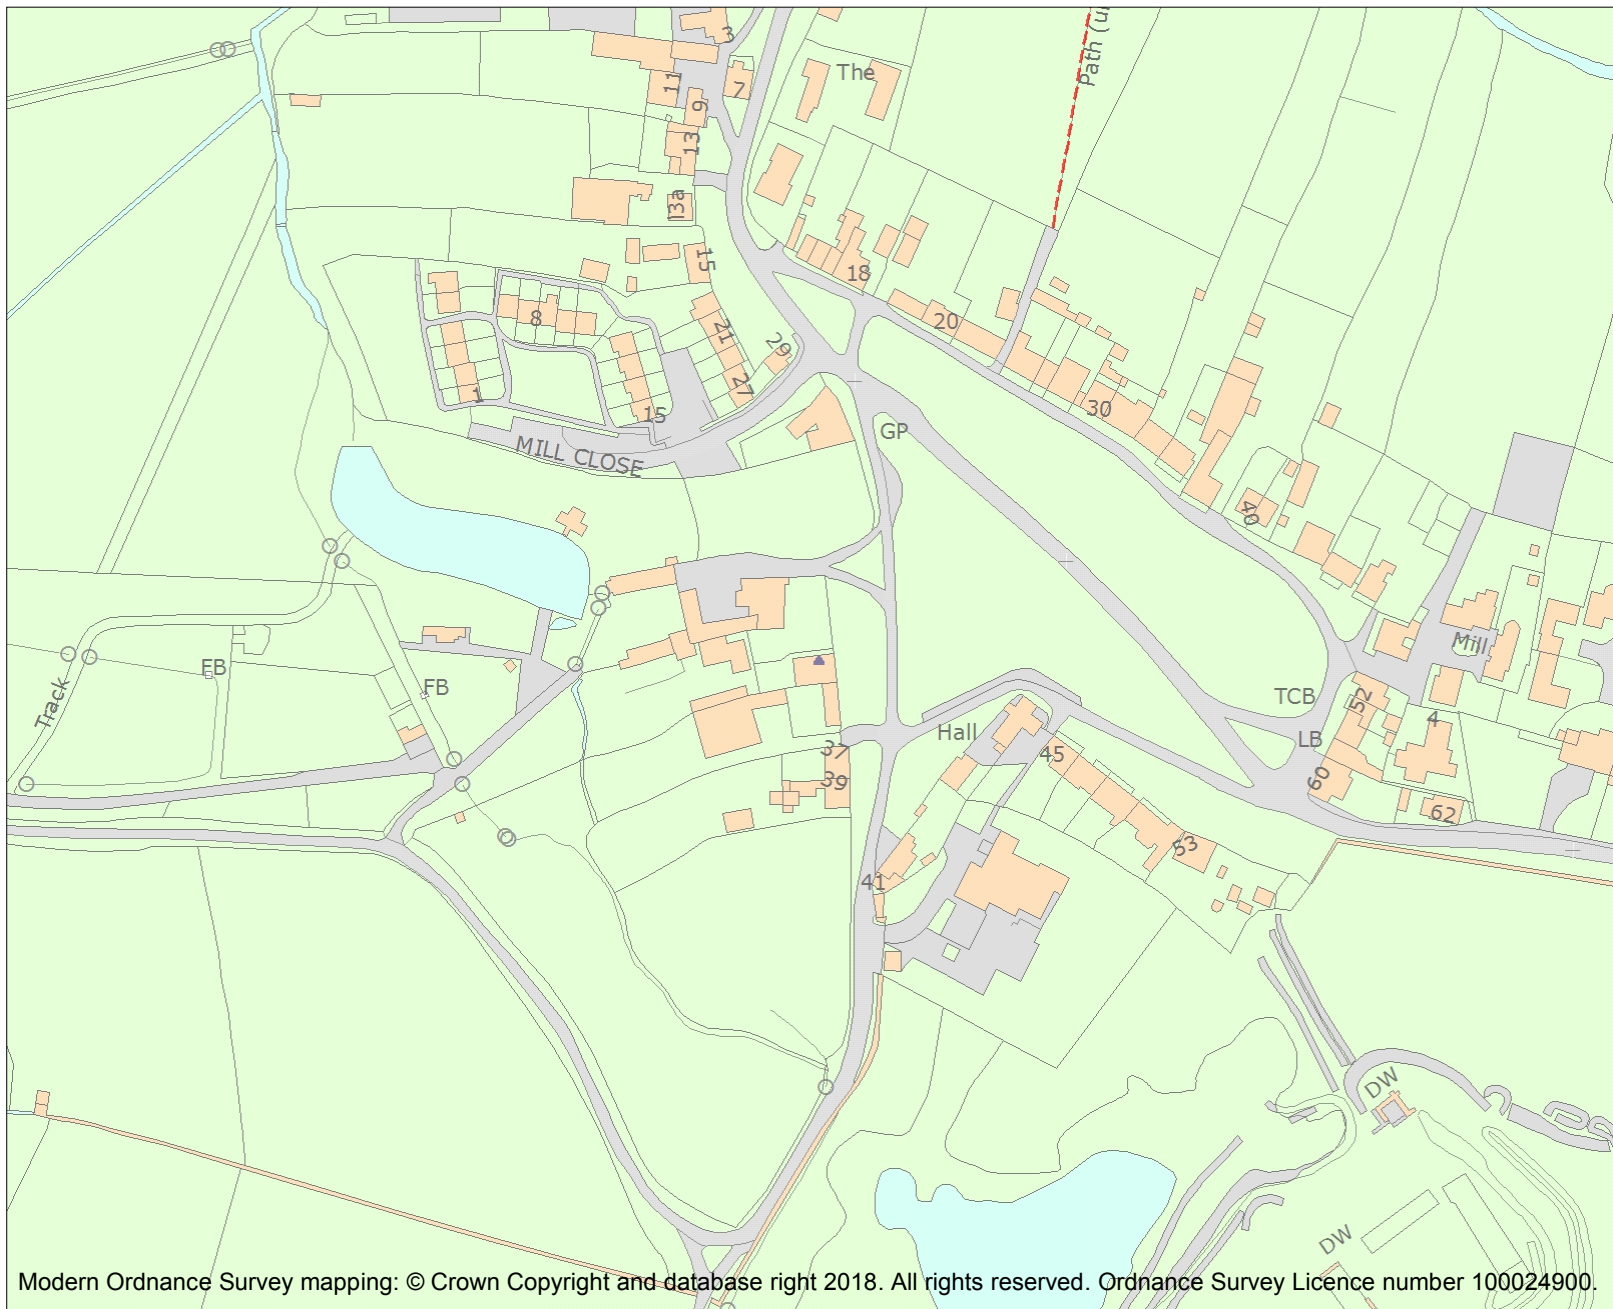 3
11
7
The
Path (u
9
13
13a
15
18
8
21
20
29
27
1
15
30
GP
MILL CLOSE
40
Mill
FB
FB
Track
TCB
52
4
Hall
LB
37
45
39
60
62
53
41
DW
DW
Modern Ordnance Survey mapping: © Crown Copyright and database right 2018. All rights reserved. Ordnance Survey Licence number 100024900.